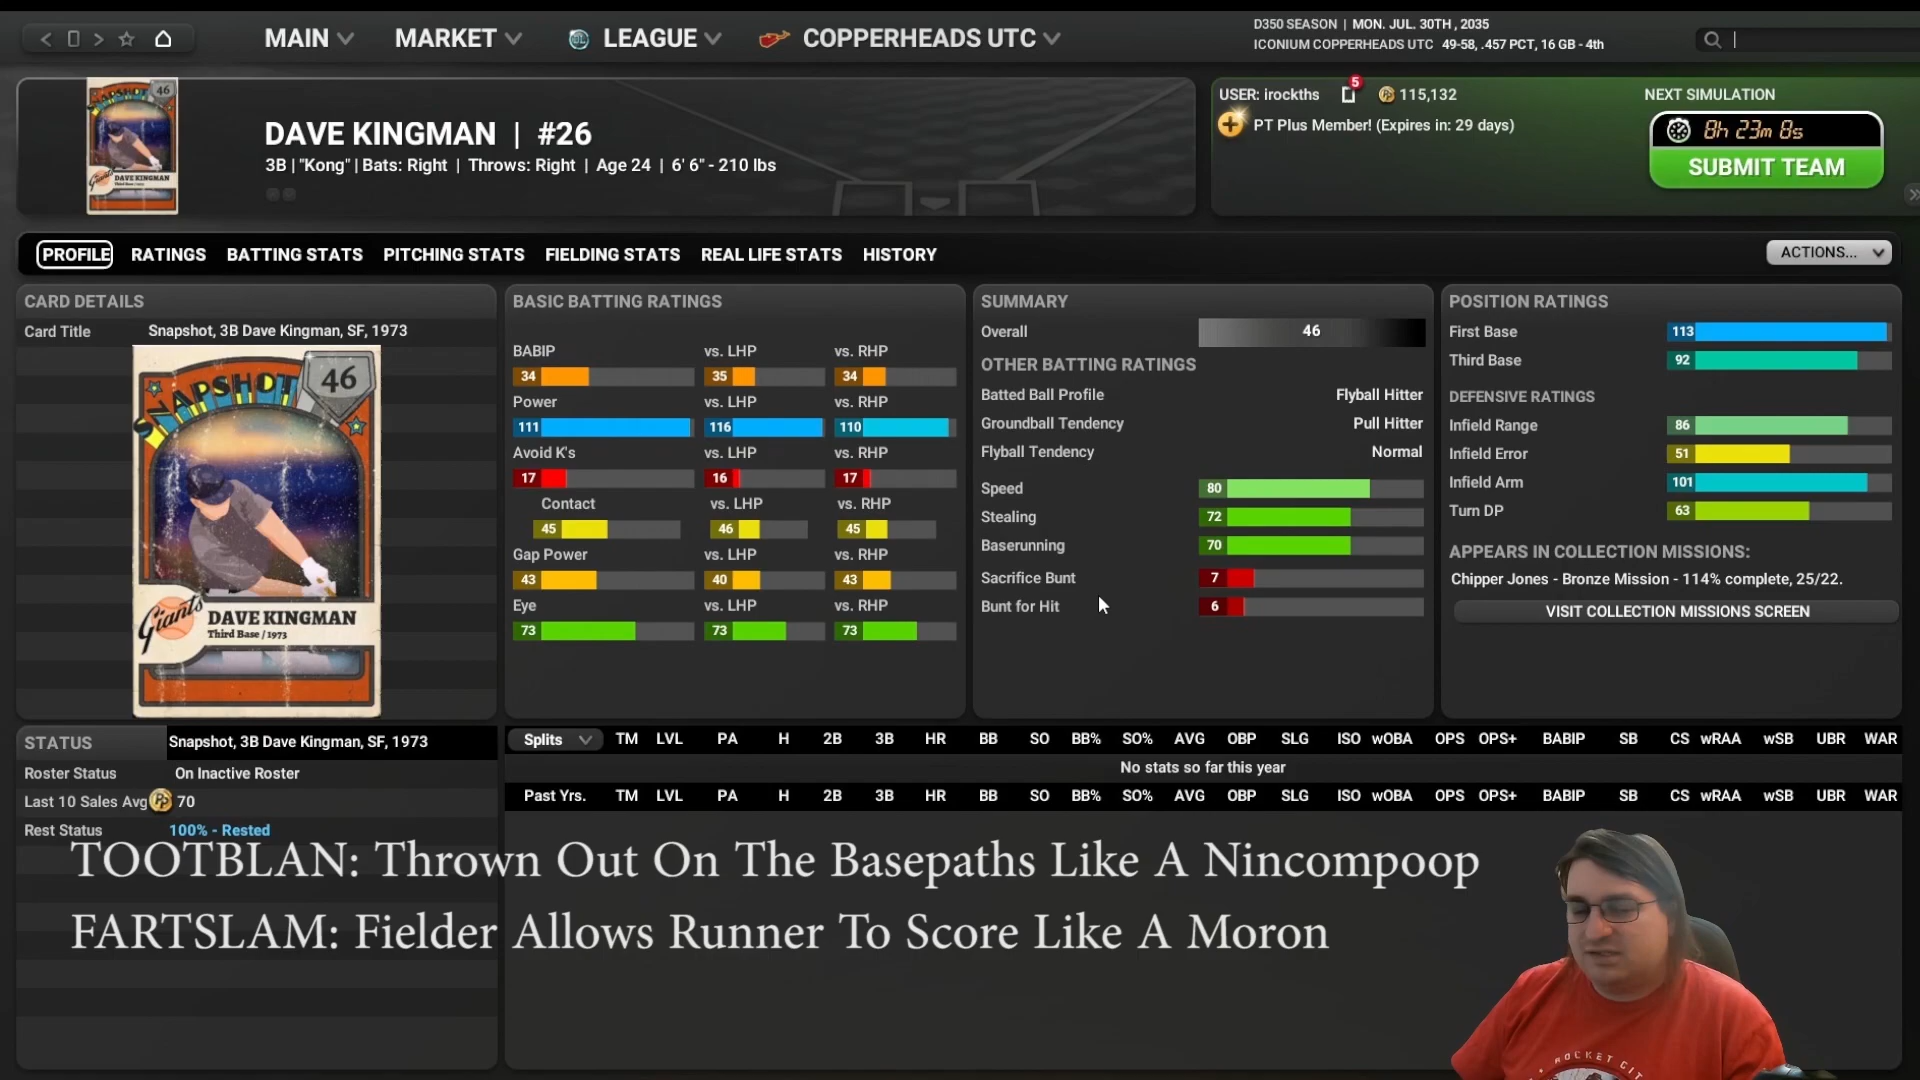 MAIN
MARKET
LEAGUE
COPPERHEADS UTC
D350 SEASON | MON. JUL. 30TH , 2035
ICONIUM COPPERHEADS UTC 49-58, .457 PCT, 16 GB - 4th
46
DAVE KINGMAN
DAVE KINGMAN | #26
3B | "Kong" | Bats: Right | Throws: Right | Age 24 | 6' 6" - 210 lbs
USER: irockths 5 115,132
PT Plus Member! (Expires in: 29 days)
NEXT SIMULATION
8h 23m 8s
SUBMIT TEAM
PROFILE RATINGS BATTING STATS PITCHING STATS FIELDING STATS REAL LIFE STATS HISTORY
ACTIONS...
CARD DETAILS
Card Title Snapshot, 3B Dave Kingman, SF, 1973
SNAPSHOT
46
Giants
DAVE KINGMAN
Third Base / 1973
BASIC BATTING RATINGS
BABIP vs. LHP vs. RHP
34 35 34
Power vs. LHP vs. RHP
111 116 110
Avoid K's vs. LHP vs. RHP
17 16 17
Contact vs. LHP vs. RHP
45 46 45
Gap Power vs. LHP vs. RHP
43 40 43
Eye vs. LHP vs. RHP
73 73 73
SUMMARY
Overall 46
OTHER BATTING RATINGS
Batted Ball Profile Flyball Hitter
Groundball Tendency Pull Hitter
Flyball Tendency Normal
Speed 80
Stealing 72
Baserunning 70
Sacrifice Bunt 7
Bunt for Hit 6
POSITION RATINGS
First Base 113
Third Base 92
DEFENSIVE RATINGS
Infield Range 86
Infield Error 51
Infield Arm 101
Turn DP 63
APPEARS IN COLLECTION MISSIONS:
Chipper Jones - Bronze Mission - 114% complete, 25/22.
VISIT COLLECTION MISSIONS SCREEN
STATUS Snapshot, 3B Dave Kingman, SF, 1973
Roster Status On Inactive Roster
Last 10 Sales Avg PP 70
Rest Status 100% - Rested
Splits TM LVL PA H 2B 3B HR BB SO BB% SO% AVG OBP SLG ISO wOBA OPS OPS+ BABIP SB CS wRAA wSB UBR WAR
No stats so far this year
Past Yrs. TM LVL PA H 2B 3B HR BB SO BB% SO% AVG OBP SLG ISO wOBA OPS OPS+ BABIP SB CS wRAA wSB UBR WAR
TOOTBLAN: Thrown Out On The Basepaths Like A Nincompoop
FARTSLAM: Fielder Allows Runner To Score Like A Moron
ROCKET CIT